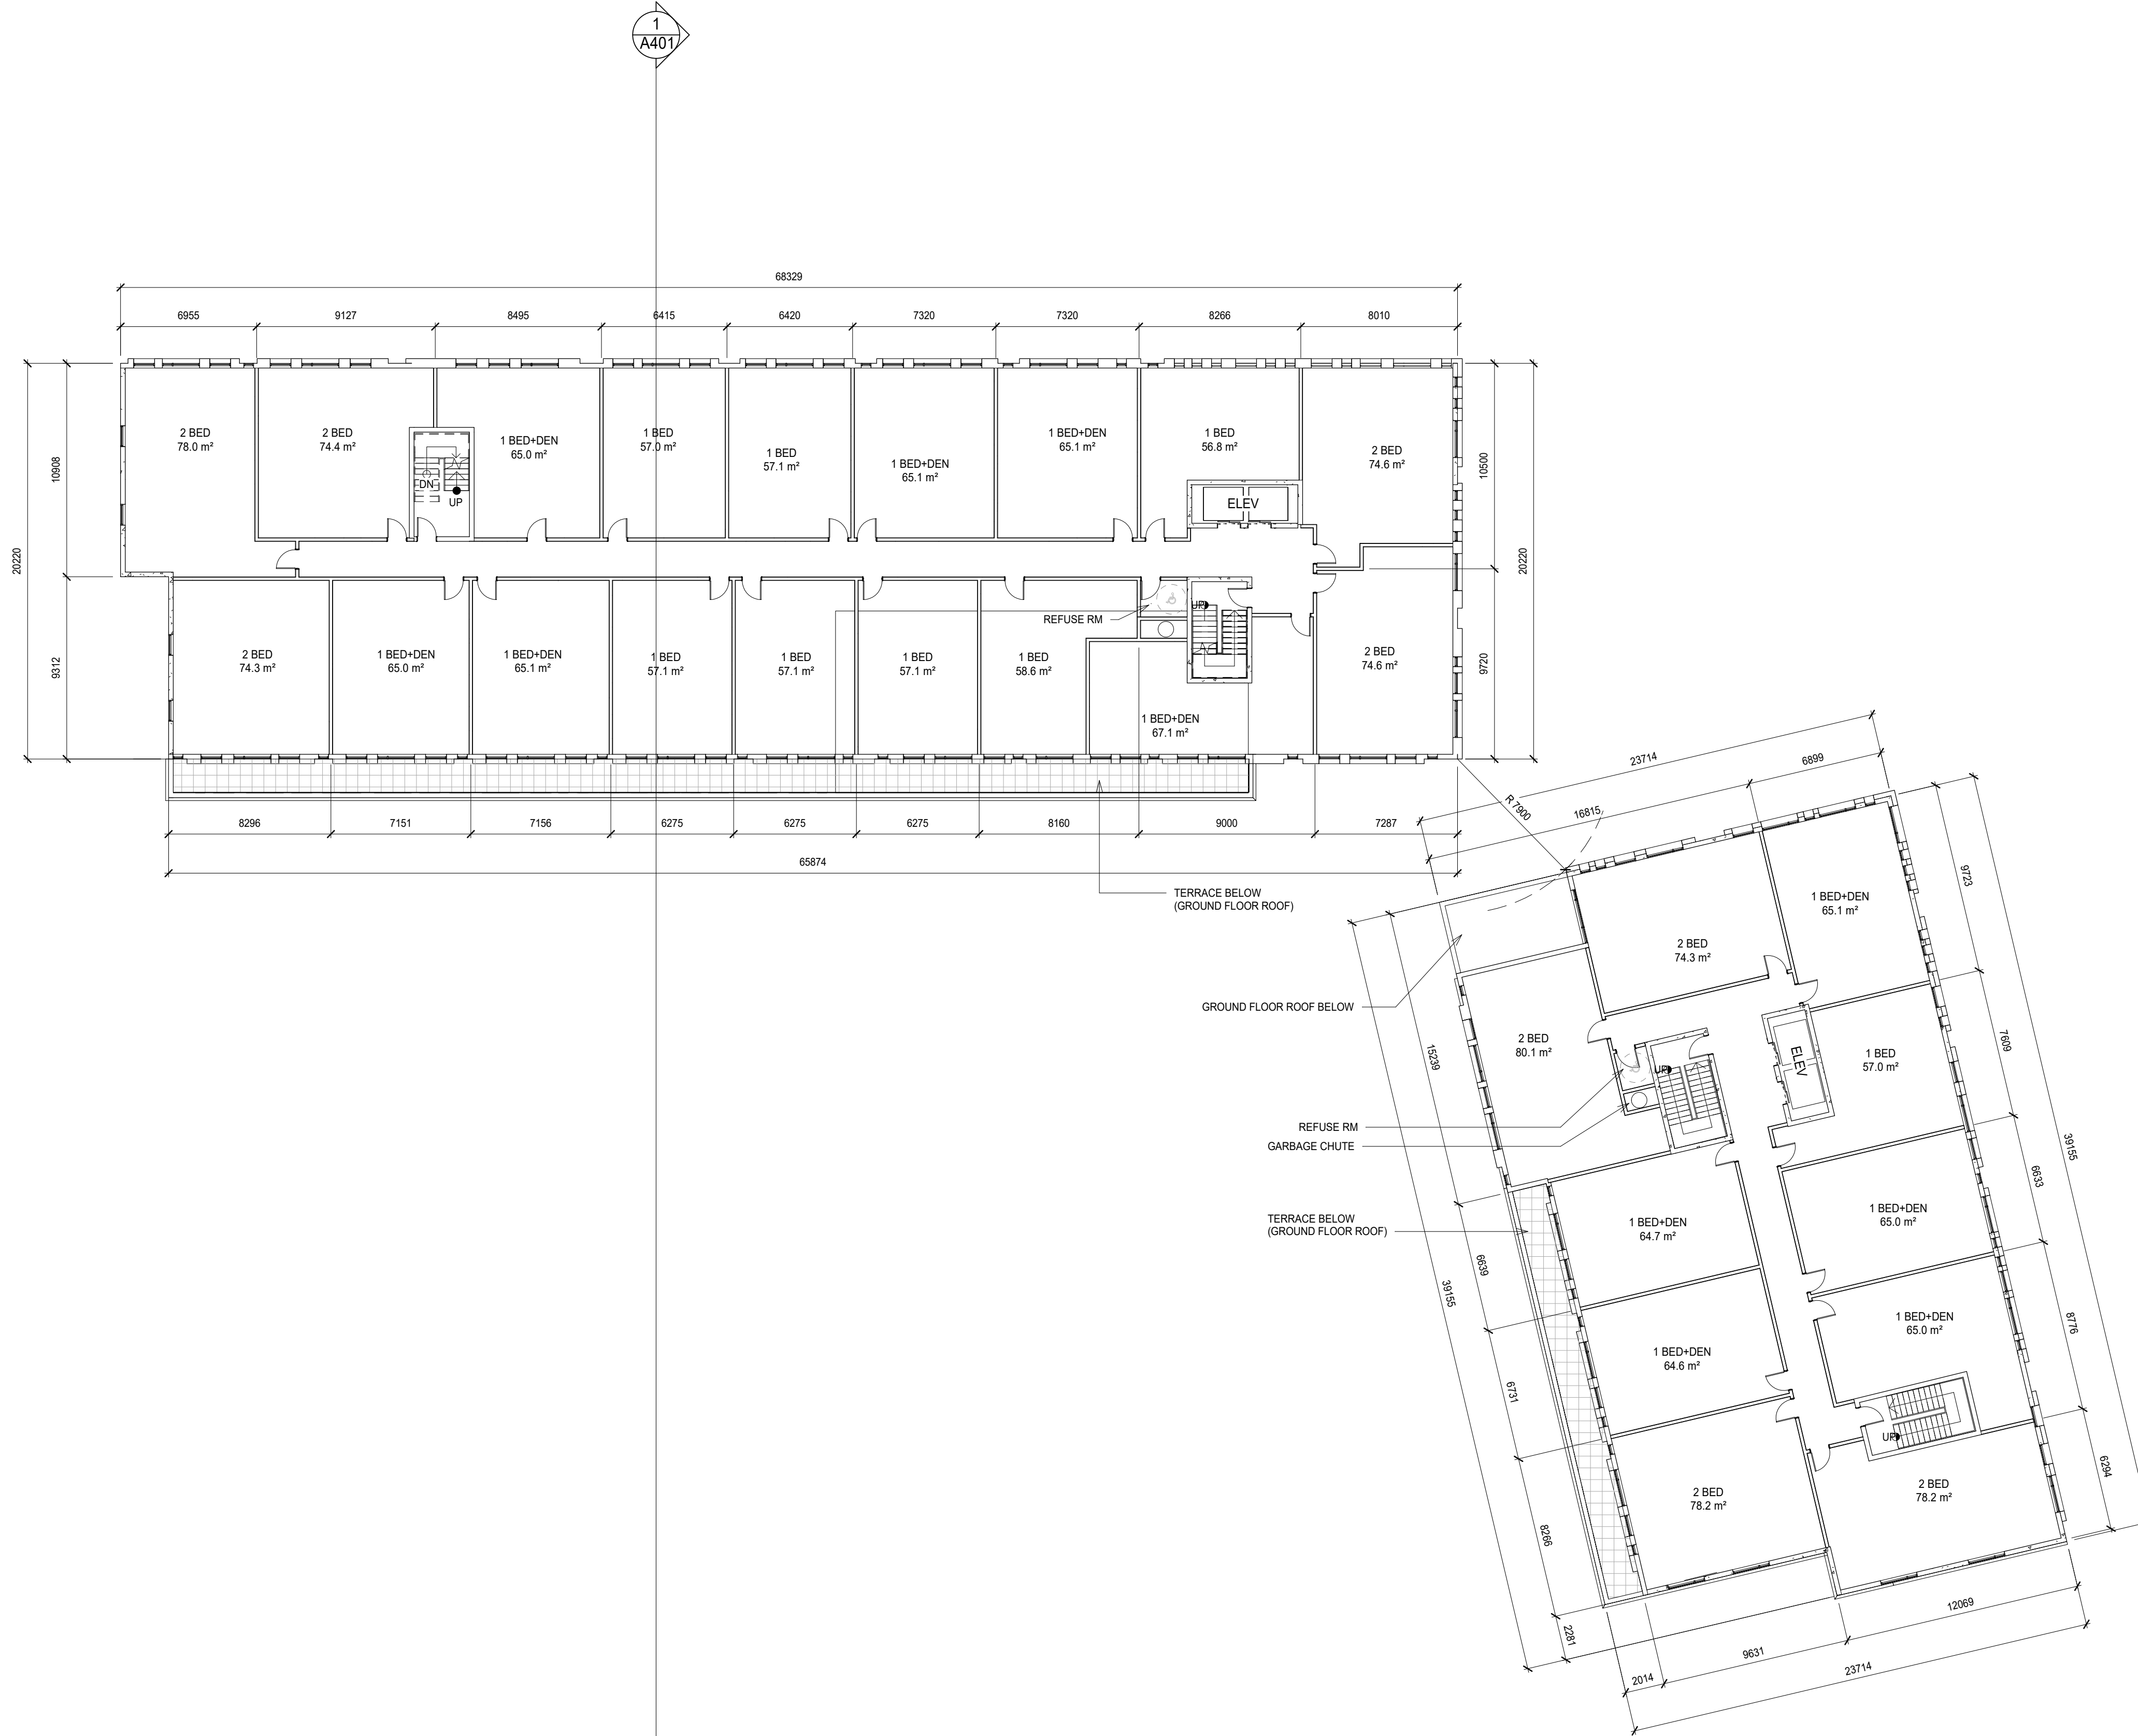 1
A401
68329
6955
9127
8495
6415
6420
7320
7320
8266
8010
20220
10908
9312
10500
9720
20220
2 BED
78.0 m²
2 BED
74.4 m²
1 BED+DEN
65.0 m²
1 BED
57.0 m²
1 BED
57.1 m²
1 BED+DEN
65.1 m²
1 BED+DEN
65.1 m²
1 BED
56.8 m²
2 BED
74.6 m²
DN
UP
ELEV
REFUSE RM
UP
2 BED
74.3 m²
1 BED+DEN
65.0 m²
1 BED+DEN
65.1 m²
1 BED
57.1 m²
1 BED
57.1 m²
1 BED
57.1 m²
1 BED
58.6 m²
1 BED+DEN
67.1 m²
2 BED
74.6 m²
8296
7151
7156
6275
6275
6275
8160
9000
7287
65874
TERRACE BELOW
(GROUND FLOOR ROOF)
R 7900
23714
16815
6899
9723
7609
6633
8776
6294
39155
39155
15239
6639
6731
8266
2281
1 BED+DEN
65.1 m²
2 BED
74.3 m²
GROUND FLOOR ROOF BELOW
2 BED
80.1 m²
UP
ELEV
1 BED
57.0 m²
REFUSE RM
GARBAGE CHUTE
TERRACE BELOW
(GROUND FLOOR ROOF)
1 BED+DEN
64.7 m²
1 BED+DEN
65.0 m²
1 BED+DEN
64.6 m²
1 BED+DEN
65.0 m²
UP
2 BED
78.2 m²
2 BED
78.2 m²
2014
9631
12069
23714